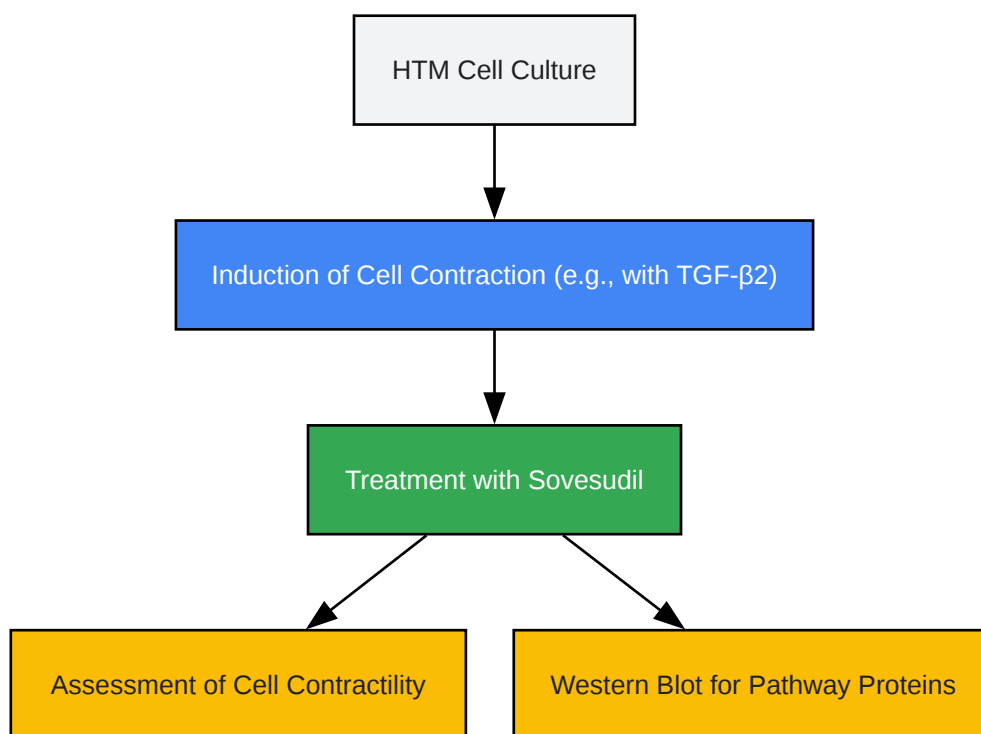 HTM Cell Culture
Induction of Cell Contraction (e.g., with TGF-β2)
Treatment with Sovesudil
Assessment of Cell Contractility
Western Blot for Pathway Proteins